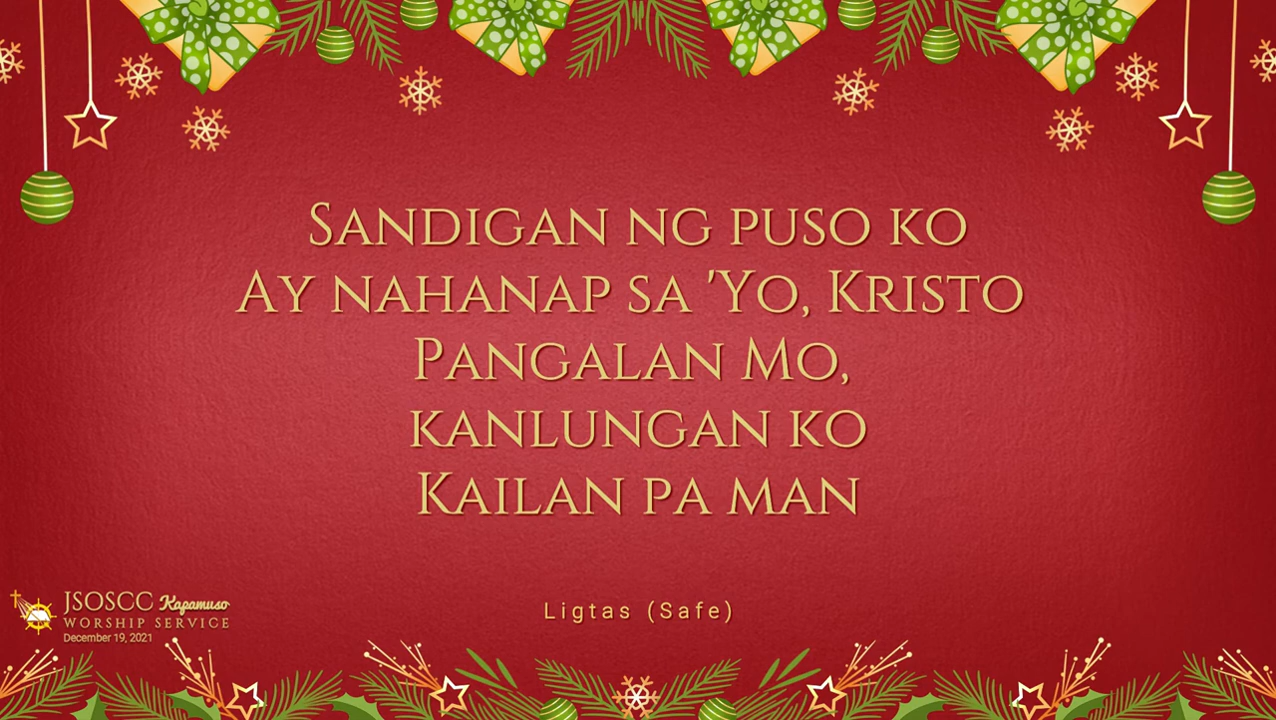 Sandigan ng puso ko
Ay nahanap sa 'Yo, Kristo
Pangalan Mo,
kanlungan ko
Kailan pa man
Ligtas (Safe)
JSOSCC Kapamuso
WORSHIP SERVICE
December 19, 2021